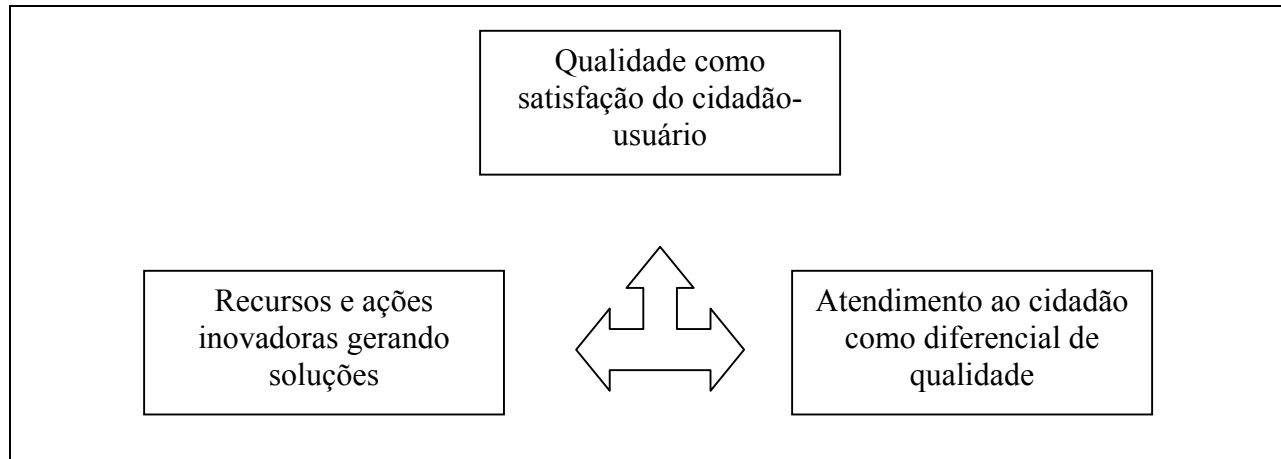 Qualidade como
satisfação do cidadão-
usuário
Recursos e ações
inovadoras gerando
soluções
Atendimento ao cidadão
como diferencial de
qualidade